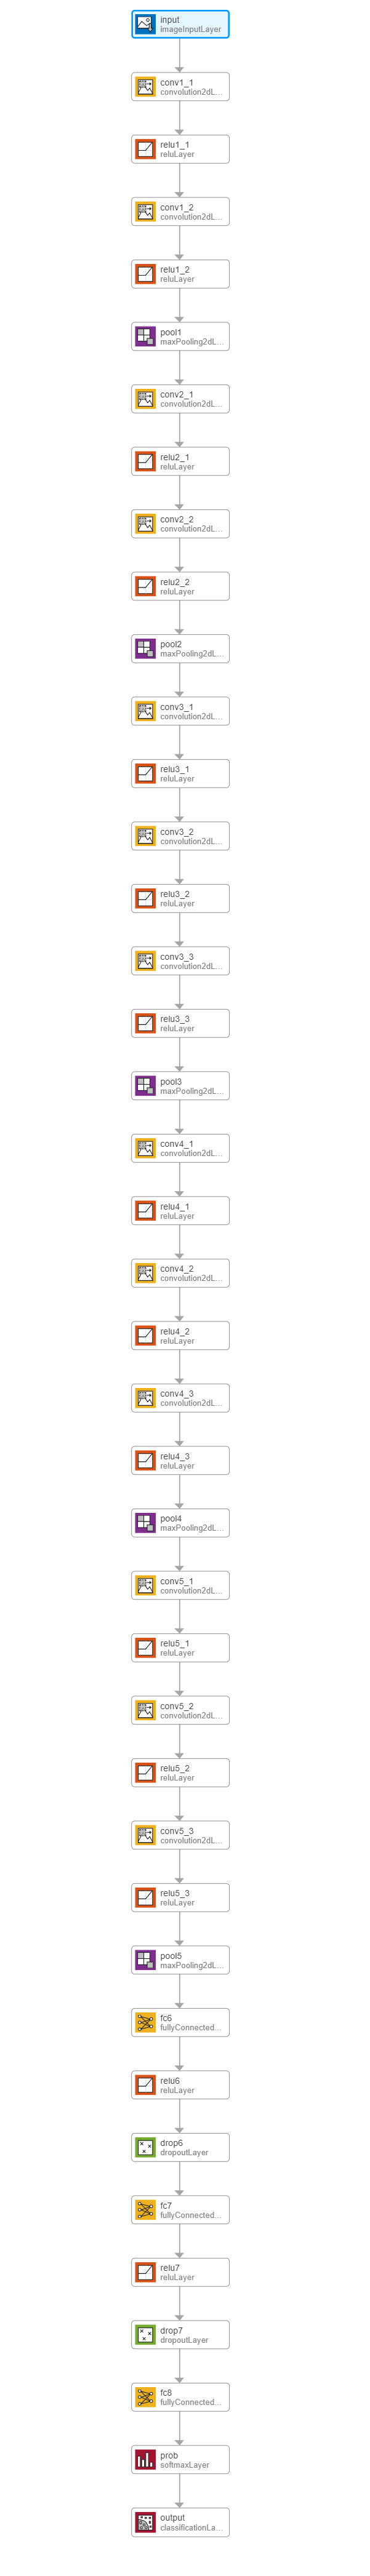 input
imageInputLayer
conv1_1
convolution2dL...
relu1_1
reluLayer
conv1_2
convolution2dL...
relu1_2
reluLayer
pool1
maxPooling2dL...
conv2_1
convolution2dL...
relu2_1
reluLayer
conv2_2
convolution2dL...
relu2_2
reluLayer
pool2
maxPooling2dL...
conv3_1
convolution2dL...
relu3_1
reluLayer
conv3_2
convolution2dL...
relu3_2
reluLayer
conv3_3
convolution2dL...
relu3_3
reluLayer
pool3
maxPooling2dL...
conv4_1
convolution2dL...
relu4_1
reluLayer
conv4_2
convolution2dL...
relu4_2
reluLayer
conv4_3
convolution2dL...
relu4_3
reluLayer
pool4
maxPooling2dL...
conv5_1
convolution2dL...
relu5_1
reluLayer
conv5_2
convolution2dL...
relu5_2
reluLayer
conv5_3
convolution2dL...
relu5_3
reluLayer
pool5
maxPooling2dL...
fc6
fullyConnected...
relu6
reluLayer
drop6
dropoutLayer
fc7
fullyConnected...
relu7
reluLayer
drop7
dropoutLayer
fc8
fullyConnected...
prob
softmaxLayer
output
classificationLa...